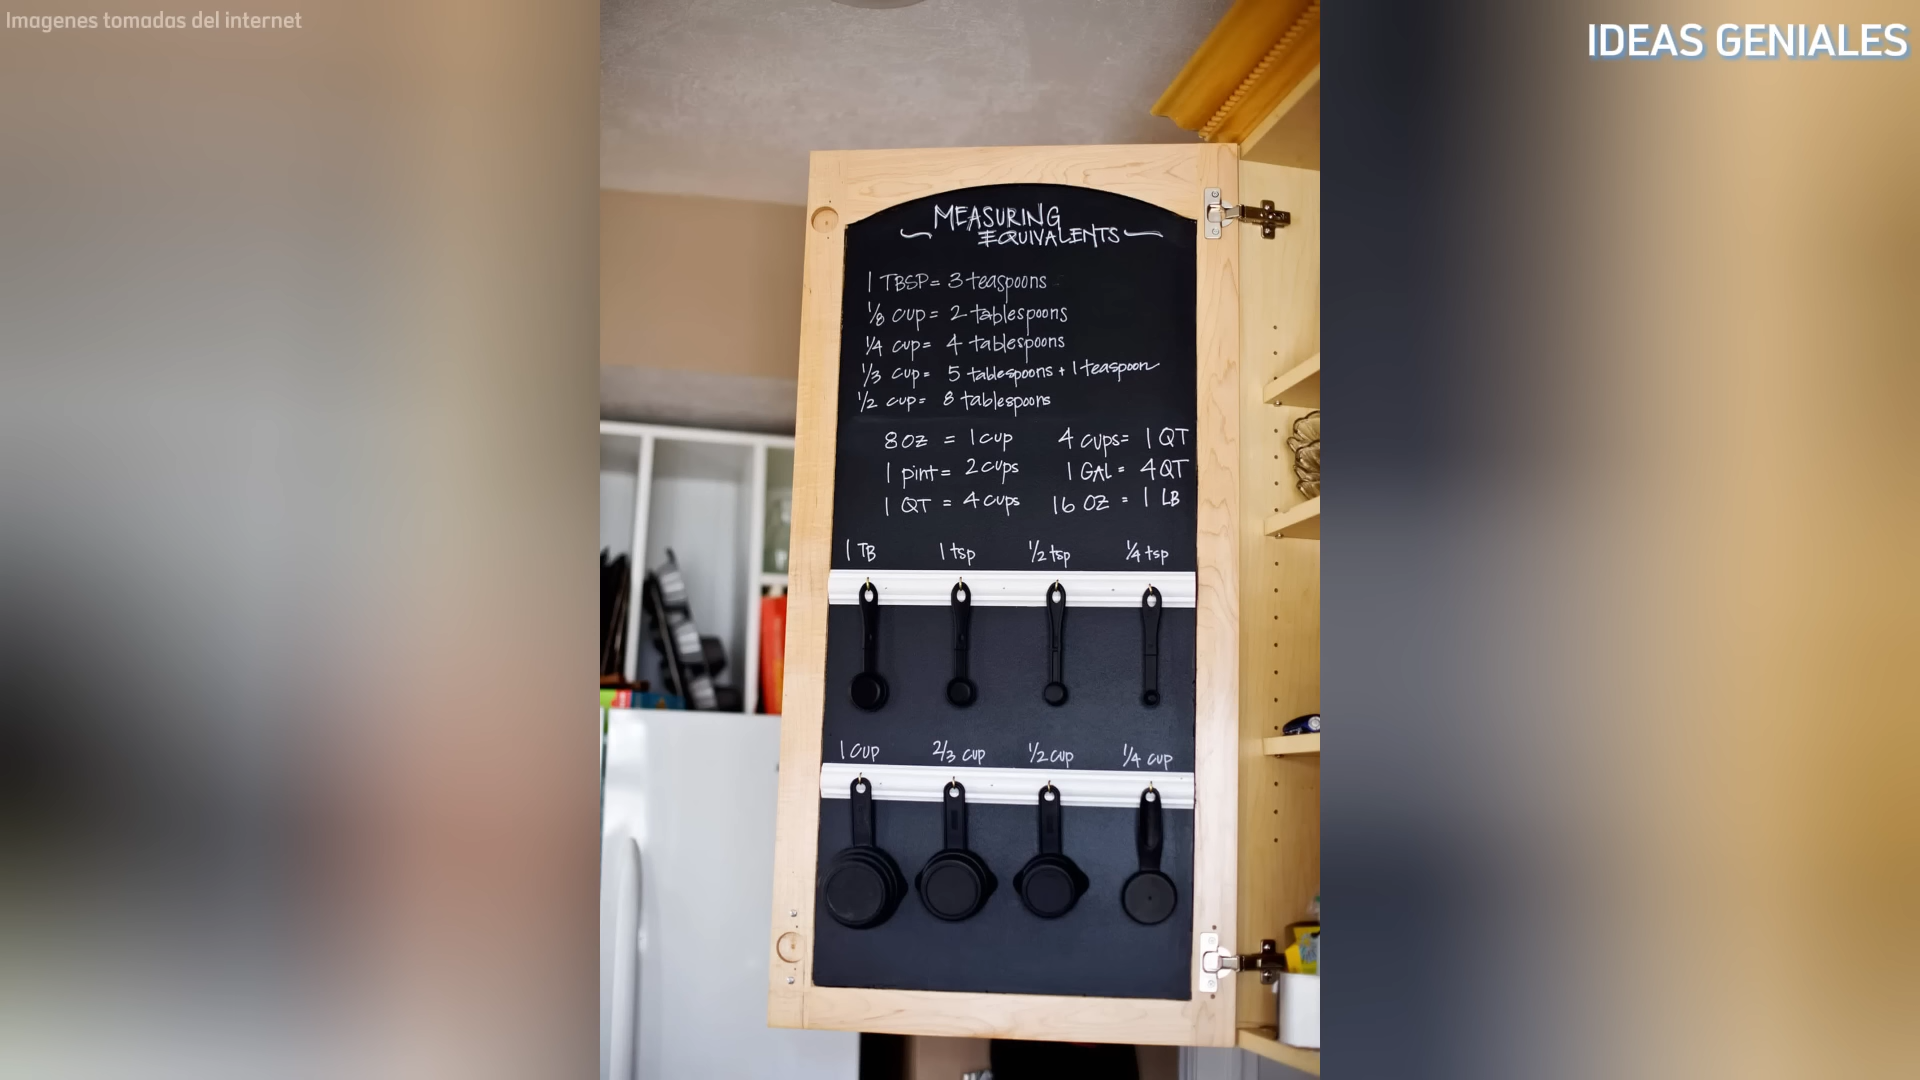 Imagenes tomadas del internet
IDEAS GENIALES
MEASURING
EQUIVALENTS
1 TBSP = 3 teaspoons
1/8 cup = 2 tablespoons
1/4 cup = 4 tablespoons
1/3 cup = 5 tablespoons + 1 teaspoon
1/2 cup = 8 tablespoons
8 oz = 1 cup 4 cups = 1 QT
1 pint = 2 cups 1 GAL = 4 QT
1 QT = 4 cups 16 OZ = 1 LB
1 TB 1 tsp 1/2 tsp 1/4 tsp
1 cup 2/3 cup 1/2 cup 1/4 cup